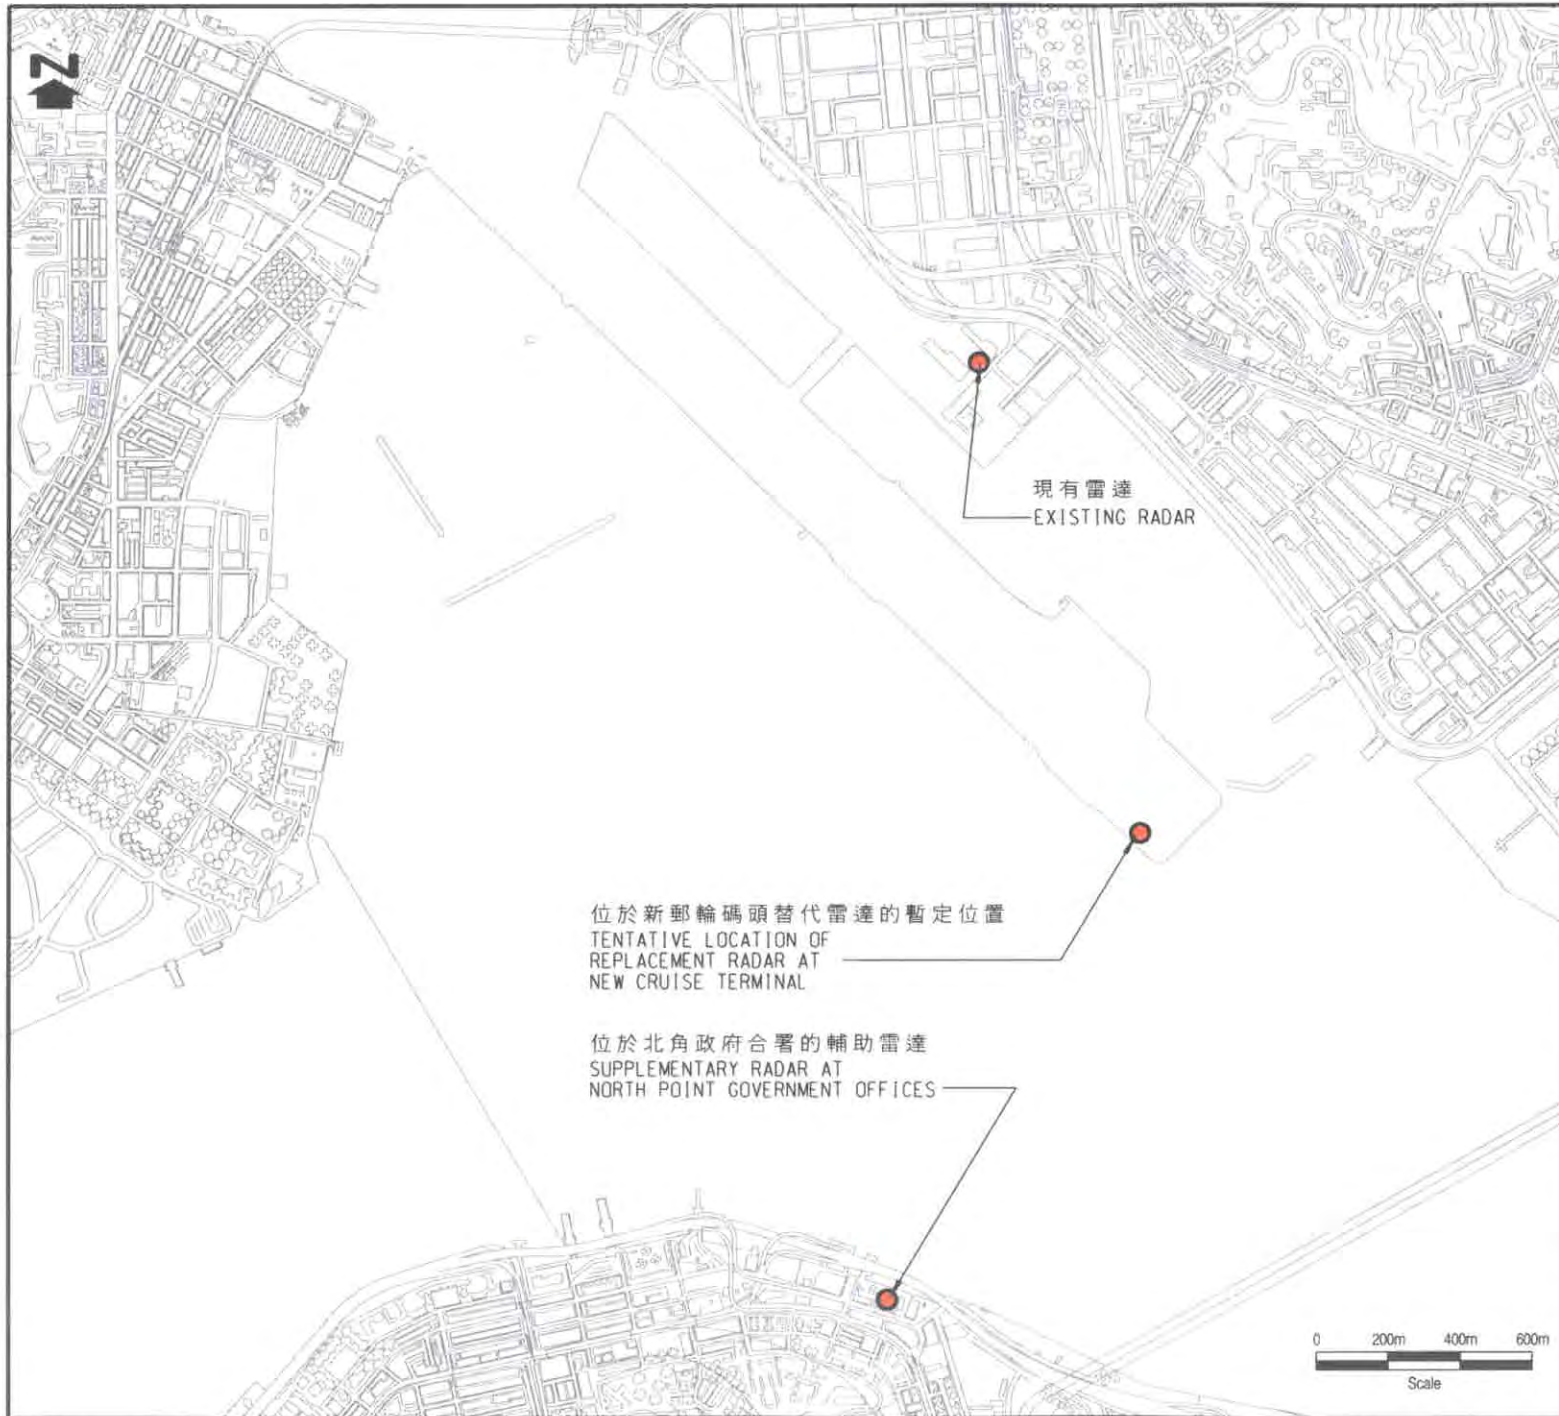 Z
現有雷達
EXISTING RADAR
位於新郵輪碼頭替代雷達的暫定位置
TENTATIVE LOCATION OF
REPLACEMENT RADAR AT
NEW CRUISE TERMINAL
位於北角政府合署的輔助雷達
SUPPLEMENTARY RADAR AT
NORTH POINT GOVERNMENT OFFICES
0 200m 400m 600m
Scale